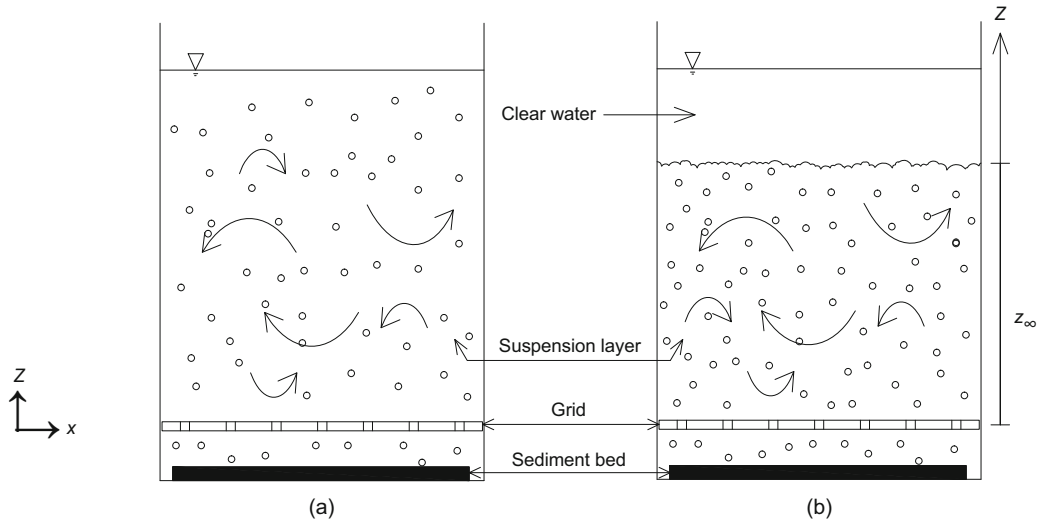 Z
Clear water
z∞
Suspension layer
Z
Grid
x
Sediment bed
(a)
(b)